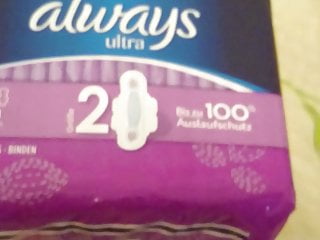 always
ultra
2
Bis zu 100%
Auslaufschutz
- BINDEN